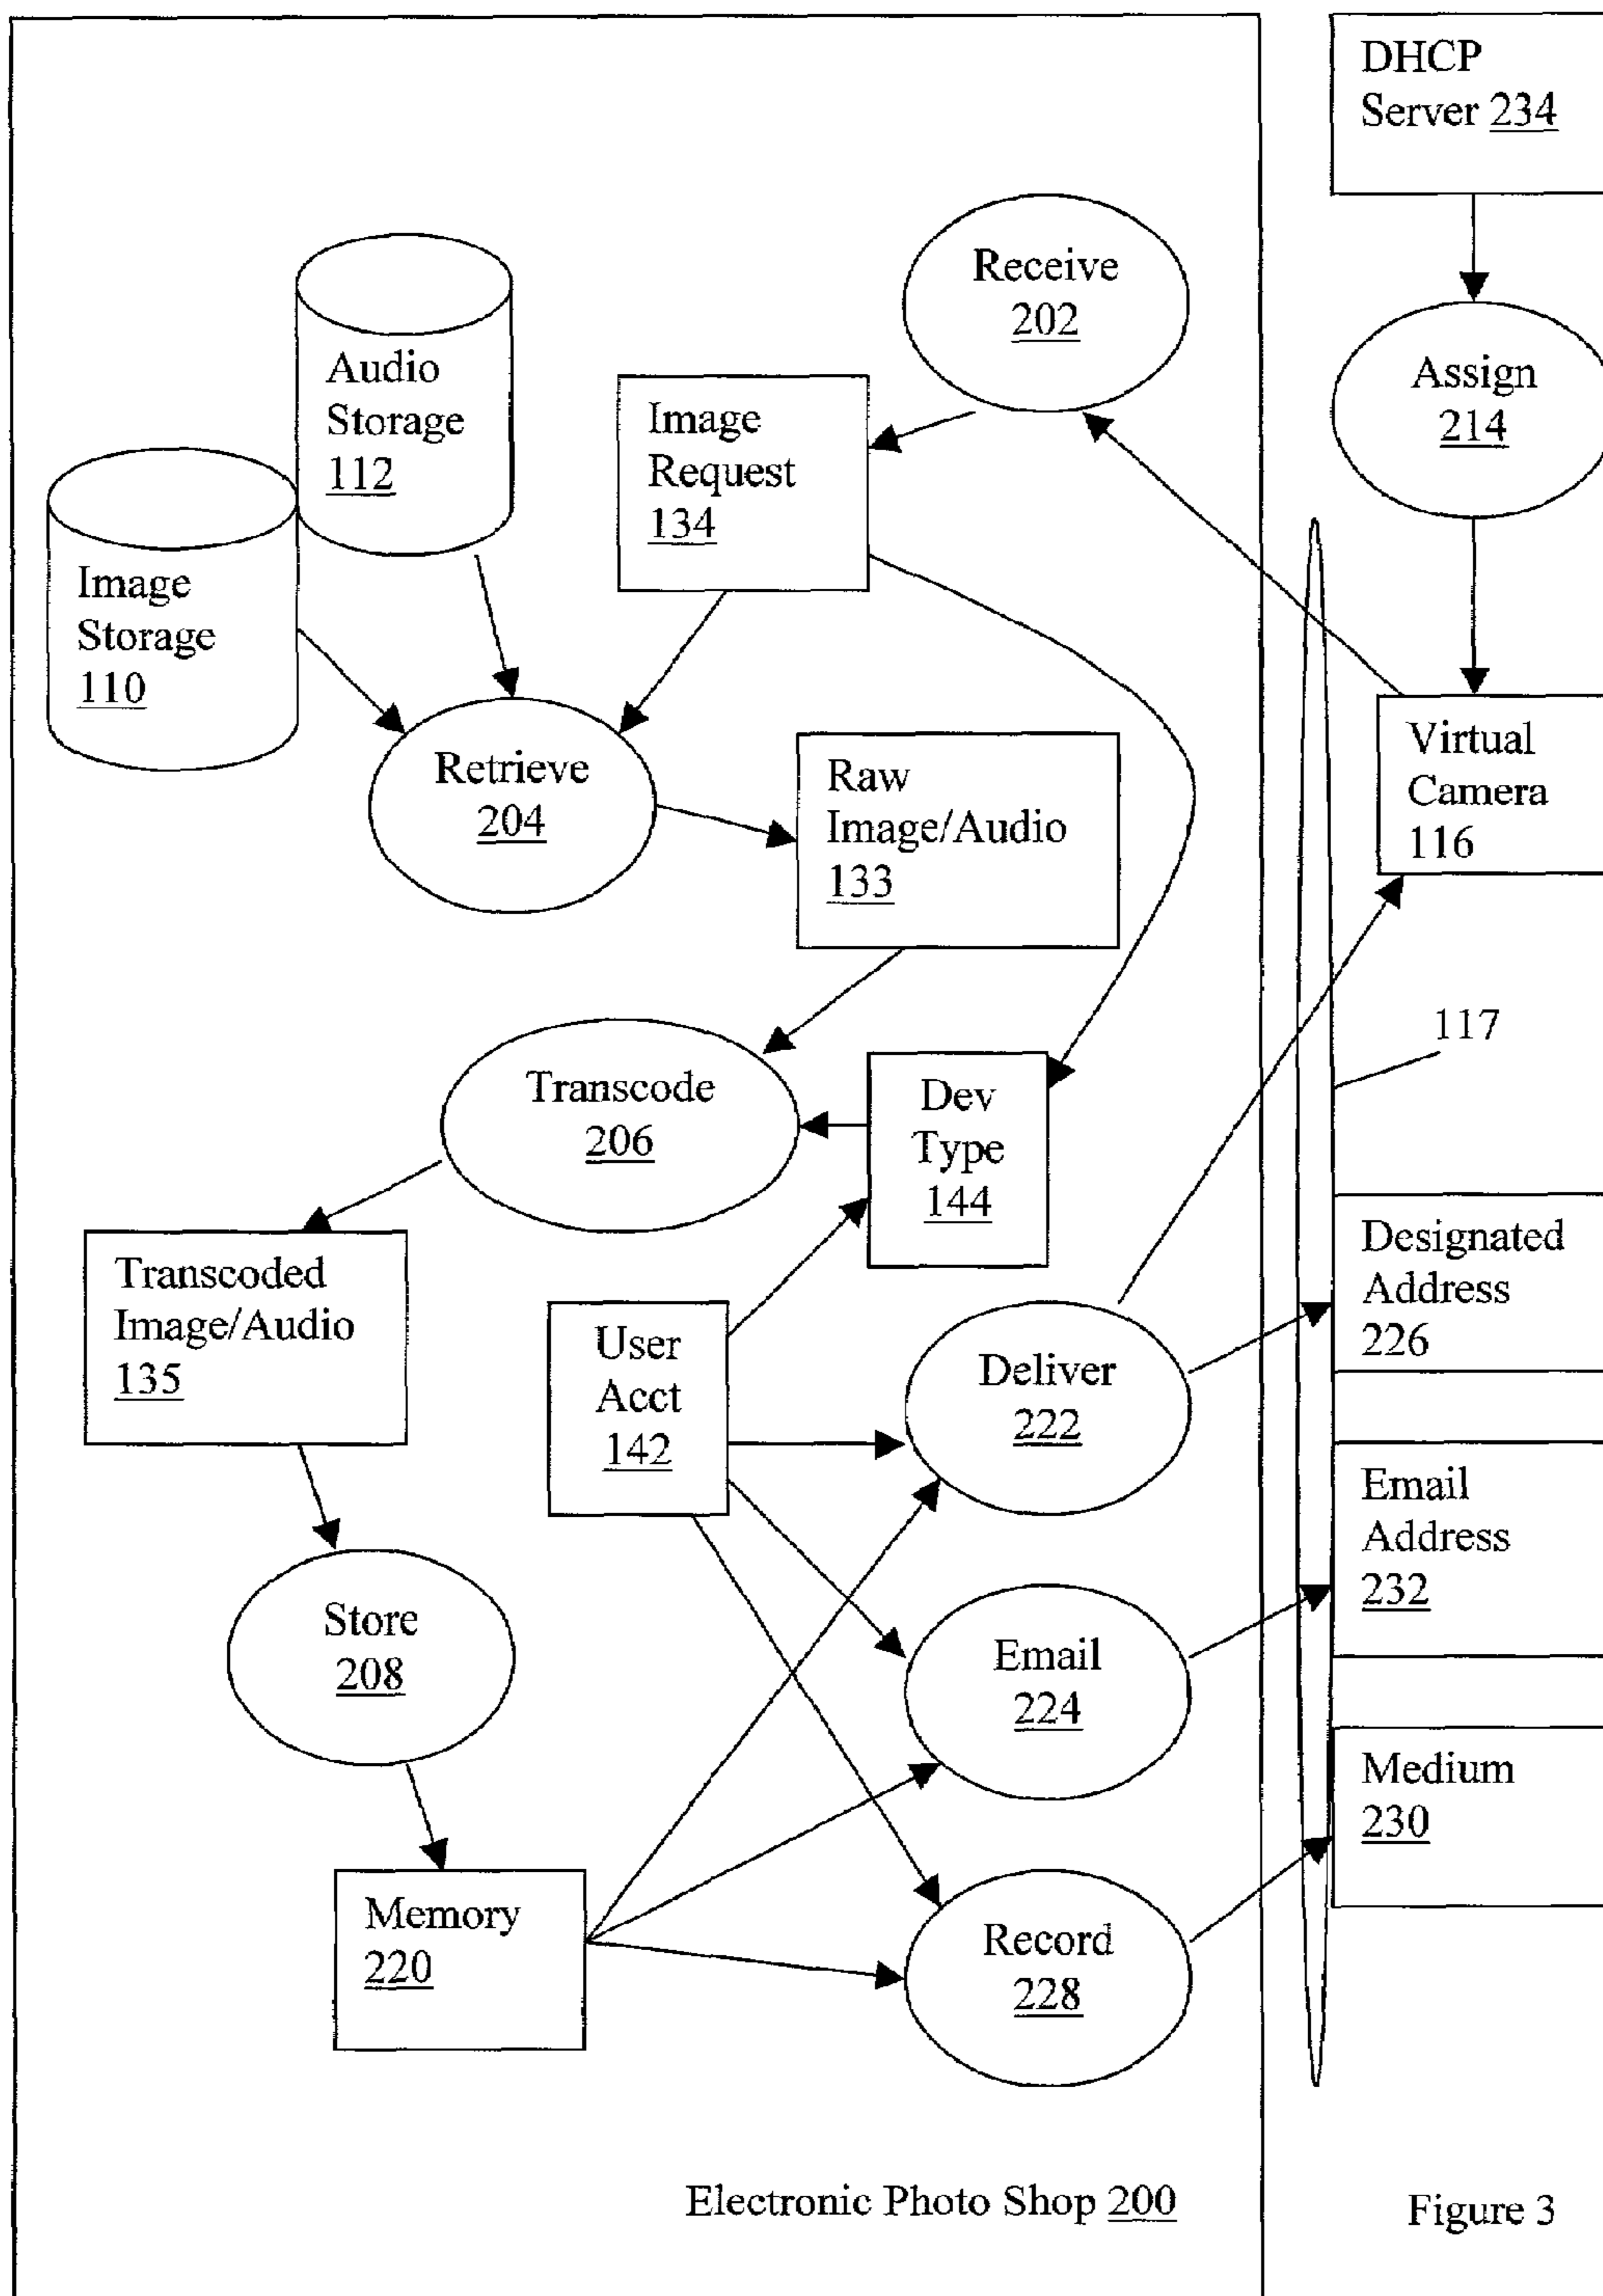 DHCP
Server 234
Receive
202
Audio
Storage
112
Image
Request
134
Assign
214
Image
Storage
110
Virtual
Camera
116
Retrieve
204
Raw
Image/Audio
133
117
Transcode
206
Dev
Type
144
Designated
Address
226
Transcoded
Image/Audio
135
User
Acct
142
Deliver
222
Email
Address
232
Store
208
Email
224
Medium
230
Memory
220
Record
228
Electronic Photo Shop 200
Figure 3